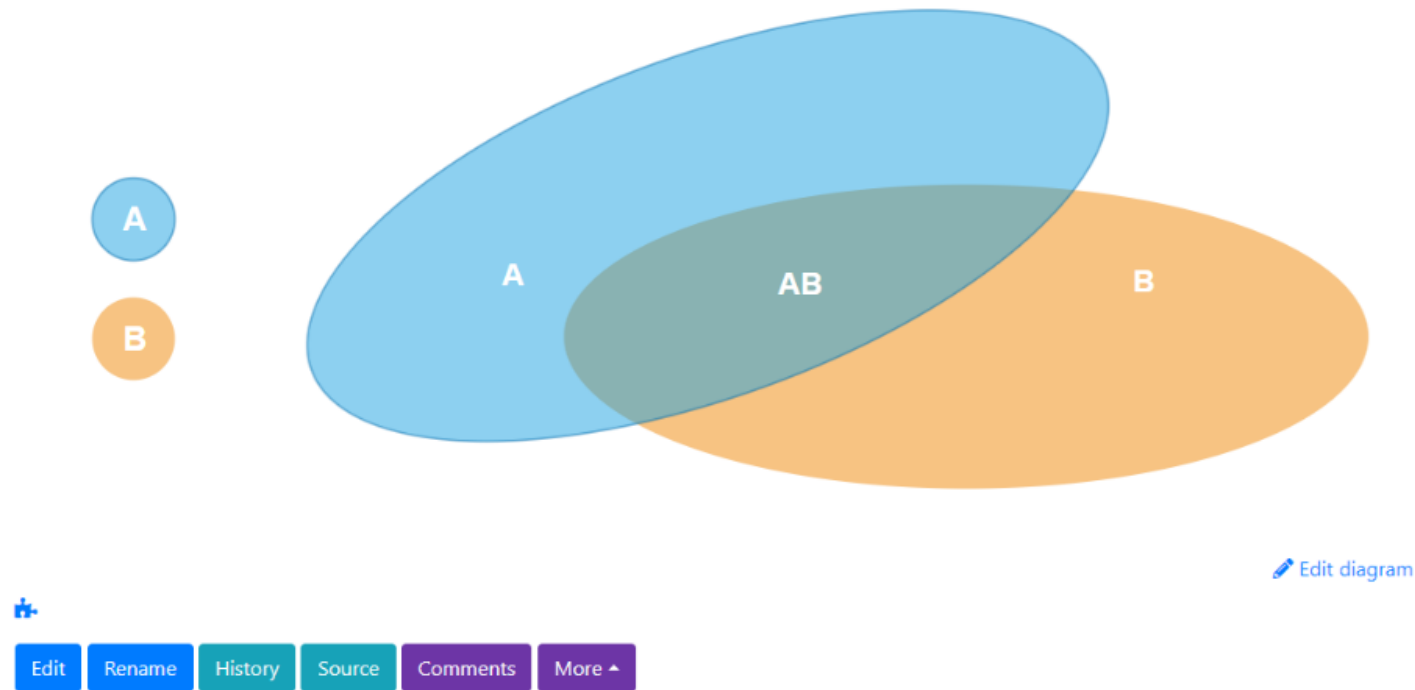 A
B
A
AB
B
Edit diagram
Edit
Rename
History
Source
Comments
More